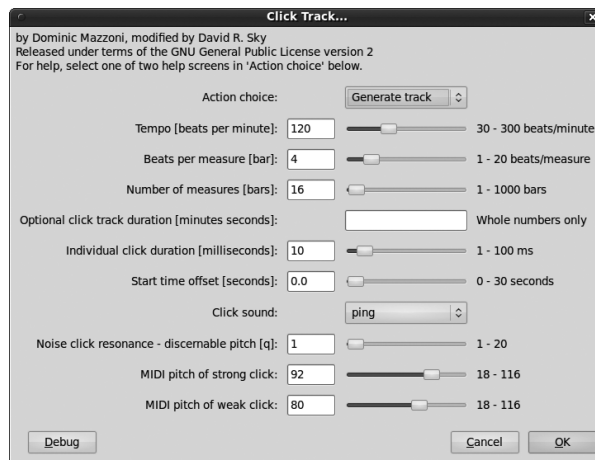 Click Track...
by Dominic Mazzoni, modified by David R. Sky
Released under terms of the GNU General Public License version 2
For help, select one of two help screens in 'Action choice' below.
Action choice: Generate track
Tempo [beats per minute]: 120 30 - 300 beats/minute
Beats per measure [bar]: 4 1 - 20 beats/measure
Number of measures [bars]: 16 1 - 1000 bars
Optional click track duration [minutes seconds]: Whole numbers only
Individual click duration [milliseconds]: 10 1 - 100 ms
Start time offset [seconds]: 0.0 0 - 30 seconds
Click sound: ping
Noise click resonance - discernable pitch [q]: 1 1 - 20
MIDI pitch of strong click: 92 18 - 116
MIDI pitch of weak click: 80 18 - 116
Debug Cancel OK